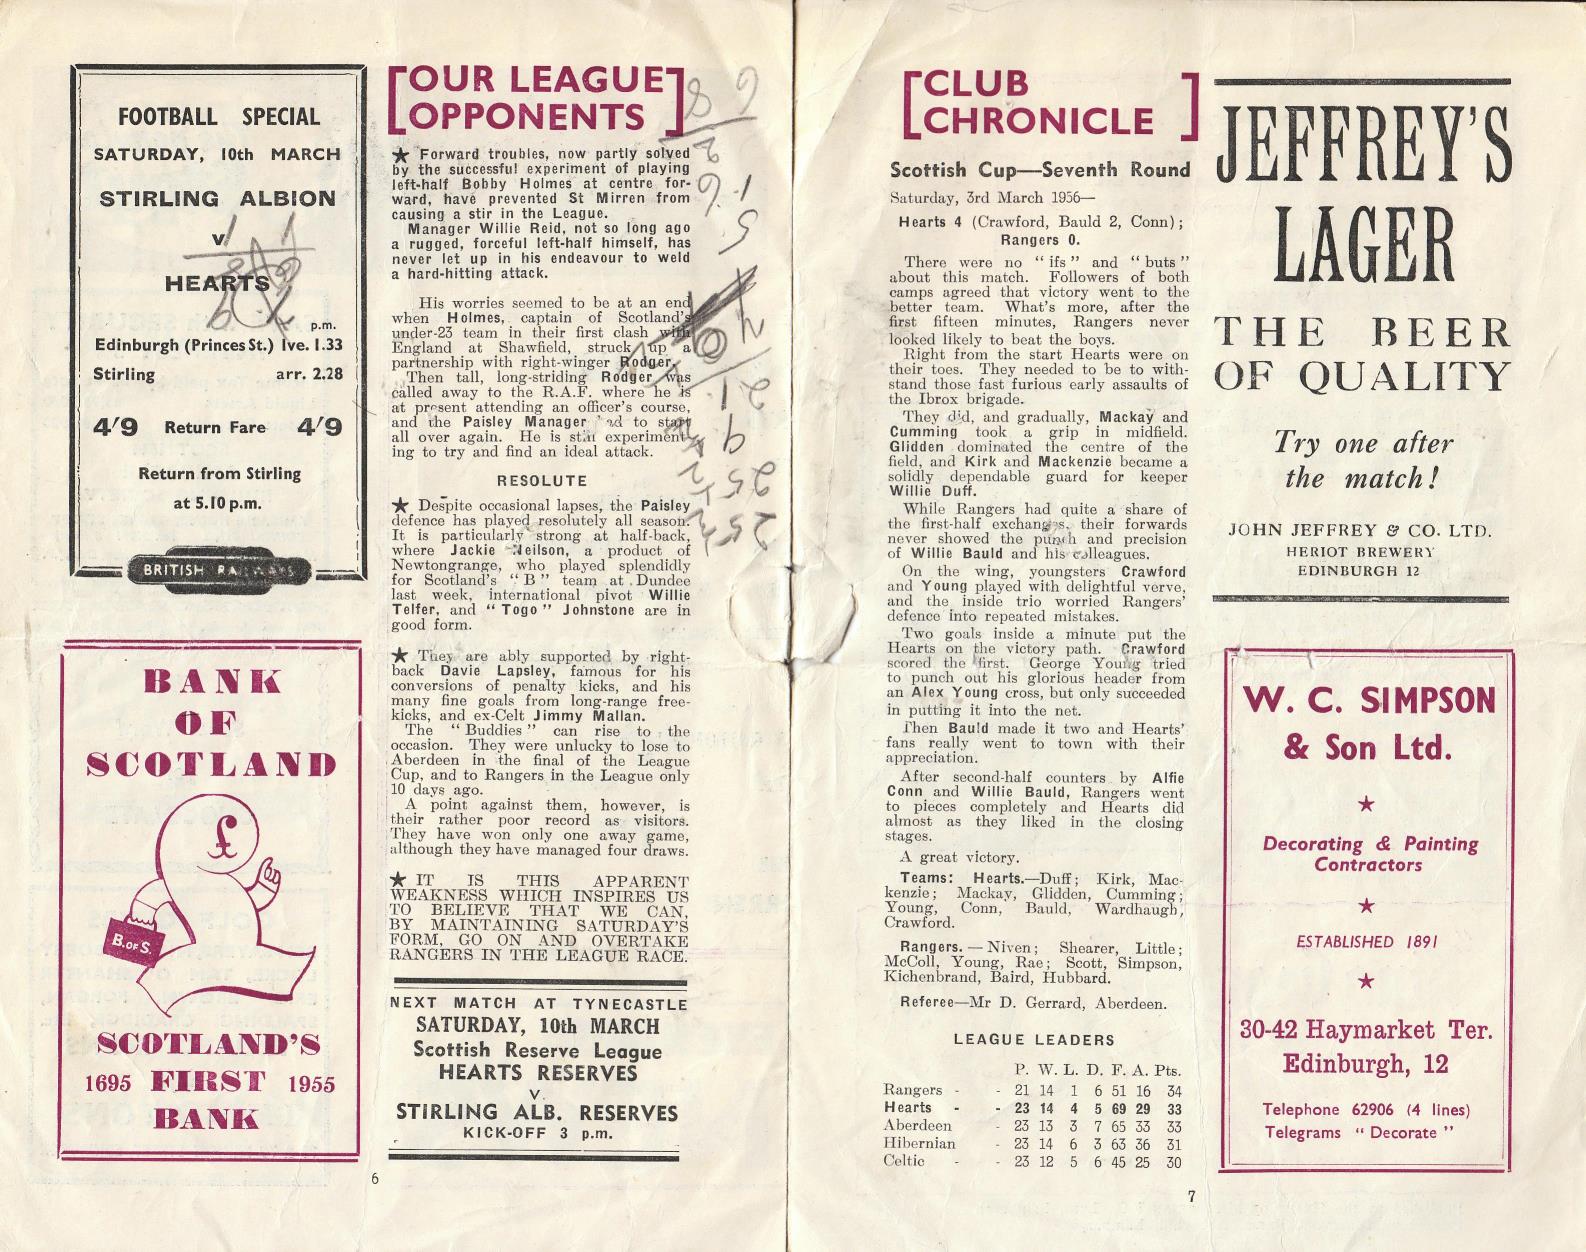 FOOTBALL SPECIAL
SATURDAY, 10th MARCH
STIRLING ALBION
v
HEARTS
p.m.
Edinburgh (Princes St.) lve. 1.33
Stirling arr. 2.28
4'9 Return Fare 4'9
Return from Stirling
at 5.10 p.m.
BRITISH RAILWAYS
BANK
OF
SCOTLAND
£
B. OF S.
SCOTLAND'S
1695 FIRST 1955
BANK
[OUR LEAGUE
OPPONENTS]
★ Forward troubles, now partly solved
by the successful experiment of playing
left-half Bobby Holmes at centre for-
ward, have prevented St Mirren from
causing a stir in the League.
Manager Willie Reid, not so long ago
a rugged, forceful left-half himself, has
never let up in his endeavour to weld
a hard-hitting attack.
His worries seemed to be at an end
when Holmes, captain of Scotland's
under-23 team in their first clash with
England at Shawfield, struck up a
partnership with right-winger Rodger.
Then tall, long-striding Rodger was
called away to the R.A.F. where he is
at present attending an officer's course,
and the Paisley Manager had to start
all over again. He is still experiment-
ing to try and find an ideal attack.
RESOLUTE
★ Despite occasional lapses, the Paisley
defence has played resolutely all season.
It is particularly strong at half-back,
where Jackie Neilson, a product of
Newtongrange, who played splendidly
for Scotland's "B" team at Dundee
last week, international pivot Willie
Telfer, and "Togo" Johnstone are in
good form.
★ They are ably supported by right-
back Davie Lapsley, famous for his
conversions of penalty kicks, and his
many fine goals from long-range free-
kicks, and ex-Celt Jimmy Mallan.
The "Buddies" can rise to the
occasion. They were unlucky to lose to
Aberdeen in the final of the League
Cup, and to Rangers in the League only
10 days ago.
A point against them, however, is
their rather poor record as visitors.
They have won only one away game,
although they have managed four draws.
★ IT IS THIS APPARENT
WEAKNESS WHICH INSPIRES US
TO BELIEVE THAT WE CAN,
BY MAINTAINING SATURDAY'S
FORM, GO ON AND OVERTAKE
RANGERS IN THE LEAGUE RACE.
NEXT MATCH AT TYNECASTLE
SATURDAY, 10th MARCH
Scottish Reserve League
HEARTS RESERVES
V.
STIRLING ALB. RESERVES
KICK-OFF 3 p.m.
6
[CLUB
CHRONICLE]
Scottish Cup—Seventh Round
Saturday, 3rd March 1956—
Hearts 4 (Crawford, Bauld 2, Conn);
Rangers 0.
There were no "ifs" and "buts"
about this match. Followers of both
camps agreed that victory went to the
better team. What's more, after the
first fifteen minutes, Rangers never
looked likely to beat the boys.
Right from the start Hearts were on
their toes. They needed to be to with-
stand those fast furious early assaults of
the Ibrox brigade.
They did, and gradually, Mackay and
Cumming took a grip in midfield.
Glidden dominated the centre of the
field, and Kirk and Mackenzie became a
solidly dependable guard for keeper
Willie Duff.
While Rangers had quite a share of
the first-half exchanges, their forwards
never showed the punch and precision
of Willie Bauld and his colleagues.
On the wing, youngsters Crawford
and Young played with delightful verve,
and the inside trio worried Rangers'
defence into repeated mistakes.
Two goals inside a minute put the
Hearts on the victory path. Crawford
scored the first. George Young tried
to punch out his glorious header from
an Alex Young cross, but only succeeded
in putting it into the net.
Then Bauld made it two and Hearts'
fans really went to town with their
appreciation.
After second-half counters by Alfie
Conn and Willie Bauld, Rangers went
to pieces completely and Hearts did
almost as they liked in the closing
stages.
A great victory.
Teams: Hearts.—Duff; Kirk, Mac-
kenzie; Mackay, Glidden, Cumming;
Young, Conn, Bauld, Wardhaugh,
Crawford.
Rangers.—Niven; Shearer, Little;
McColl, Young, Rae; Scott, Simpson,
Kichenbrand, Baird, Hubbard.
Referee—Mr D. Gerrard, Aberdeen.
LEAGUE LEADERS
P. W. L. D. F. A. Pts.
Rangers - - 21 14 1 6 51 16 34
Hearts - - 23 14 4 5 69 29 33
Aberdeen - 23 13 3 7 65 33 33
Hibernian - 23 14 6 3 63 36 31
Celtic - - 23 12 5 6 45 25 30
7
JEFFREY'S
LAGER
THE BEER
OF QUALITY
Try one after
the match!
JOHN JEFFREY & CO. LTD.
HERIOT BREWERY
EDINBURGH 12
W. C. SIMPSON
& Son Ltd.
★
Decorating & Painting
Contractors
★
ESTABLISHED 1891
★
30-42 Haymarket Ter.
Edinburgh, 12
Telephone 62906 (4 lines)
Telegrams "Decorate"